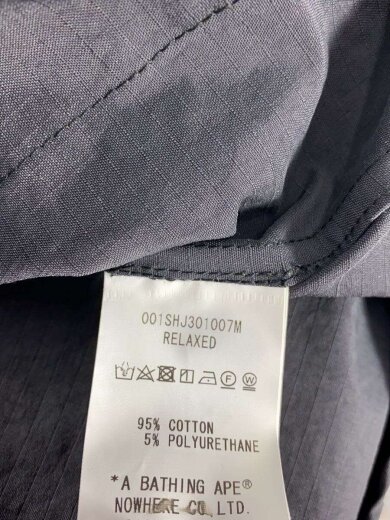 001SHJ301007M
RELAXED
F W
95% COTTON
5% POLYURETHANE
*A BATHING APE®
NOWHERE CO. LTD.